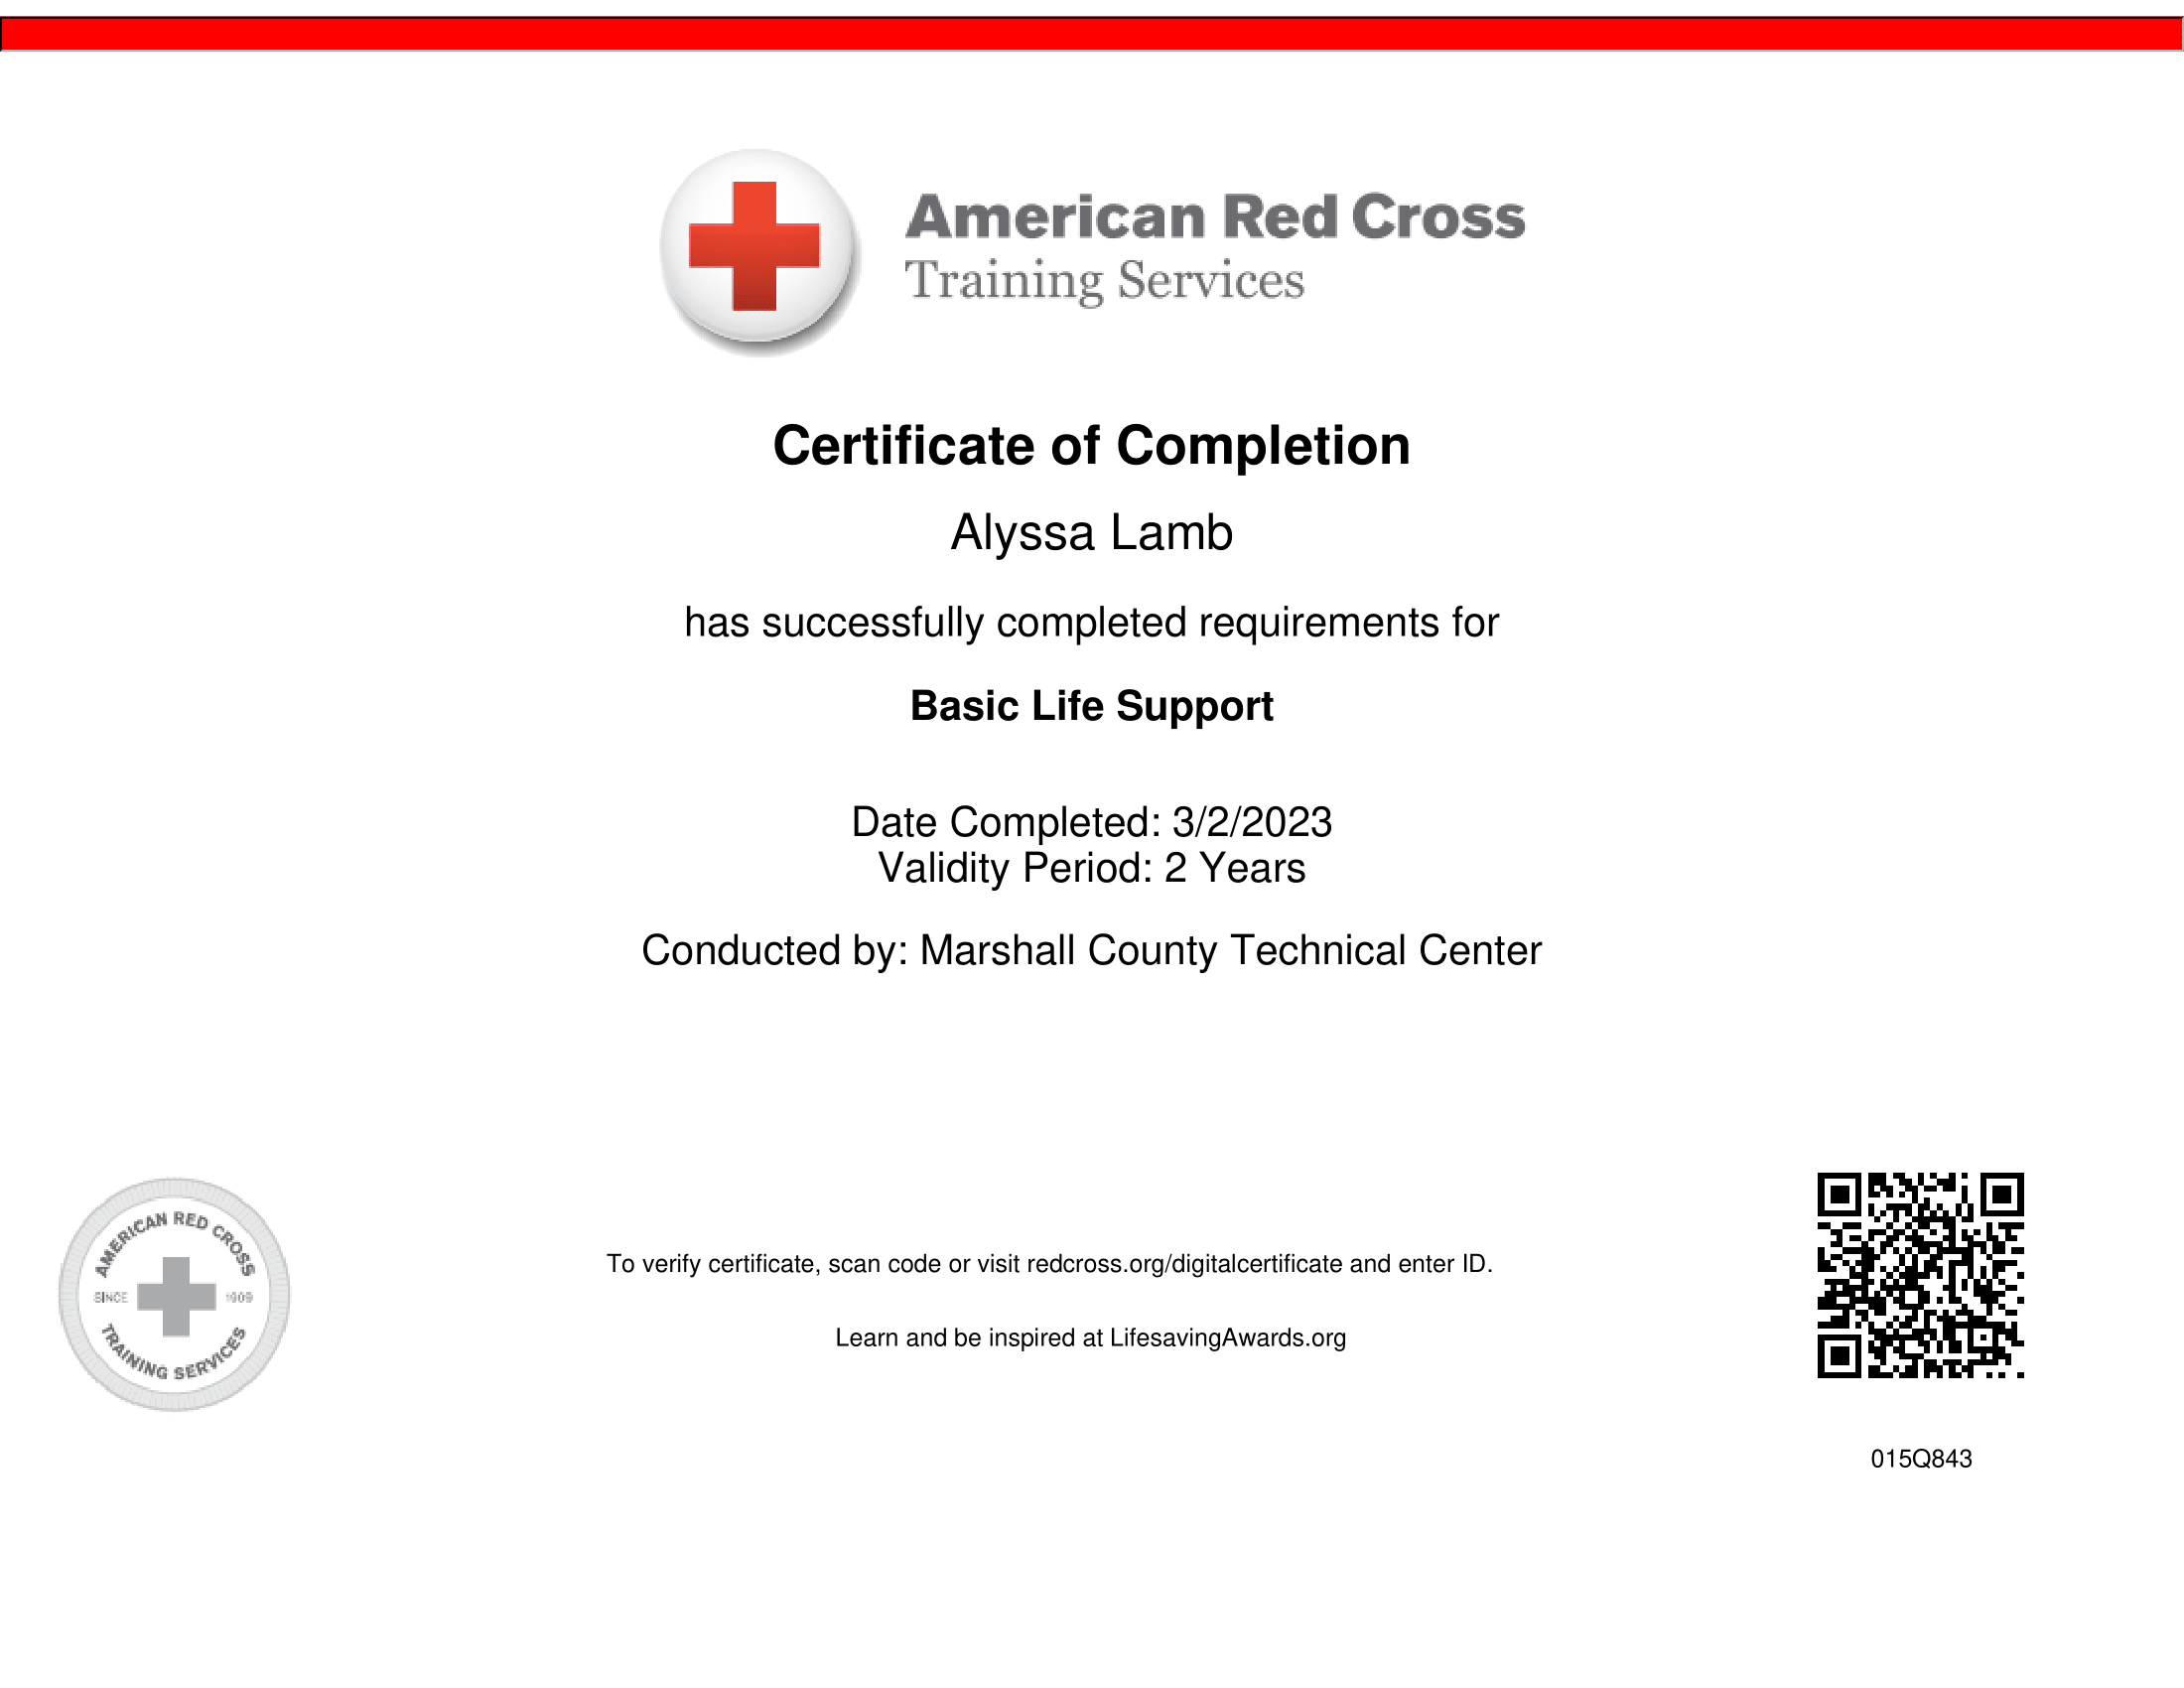 American Red Cross
Training Services
Certificate of Completion
Alyssa Lamb
has successfully completed requirements for
Basic Life Support
Date Completed: 3/2/2023
Validity Period: 2 Years
Conducted by: Marshall County Technical Center
AMERICAN RED CROSS
SINCE 1909
TRAINING SERVICES
To verify certificate, scan code or visit redcross.org/digitalcertificate and enter ID.
Learn and be inspired at LifesavingAwards.org
015Q843